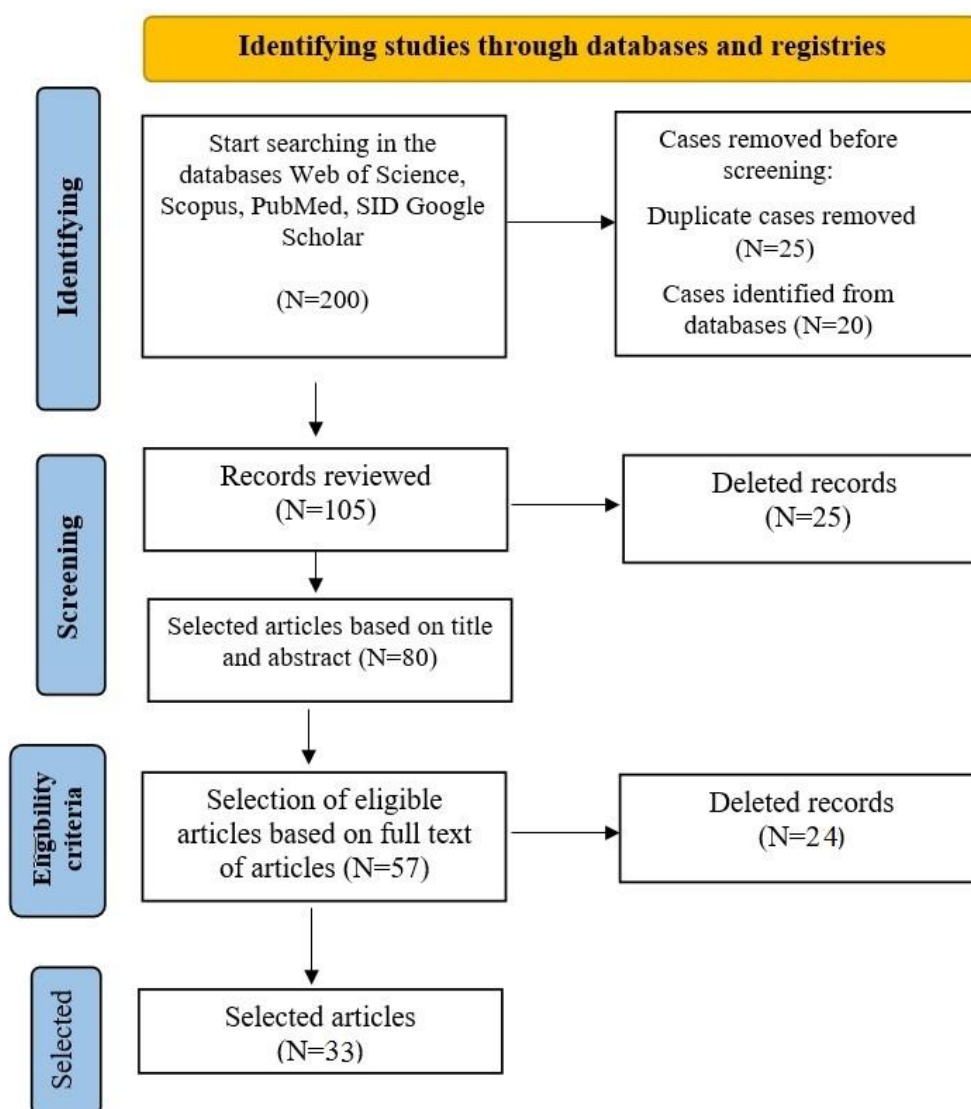 Identifying studies through databases and registries
Identifying
Start searching in the
databases Web of Science,
Scopus, PubMed, SID Google
Scholar
(N=200)
Cases removed before
screening:
Duplicate cases removed
(N=25)
Cases identified from
databases (N=20)
Screening
Records reviewed
(N=105)
Deleted records
(N=25)
Selected articles based on title
and abstract (N=80)
Eligibility
criteria
Selection of eligible
articles based on full text
of articles (N=57)
Deleted records
(N=24)
Selected
Selected articles
(N=33)